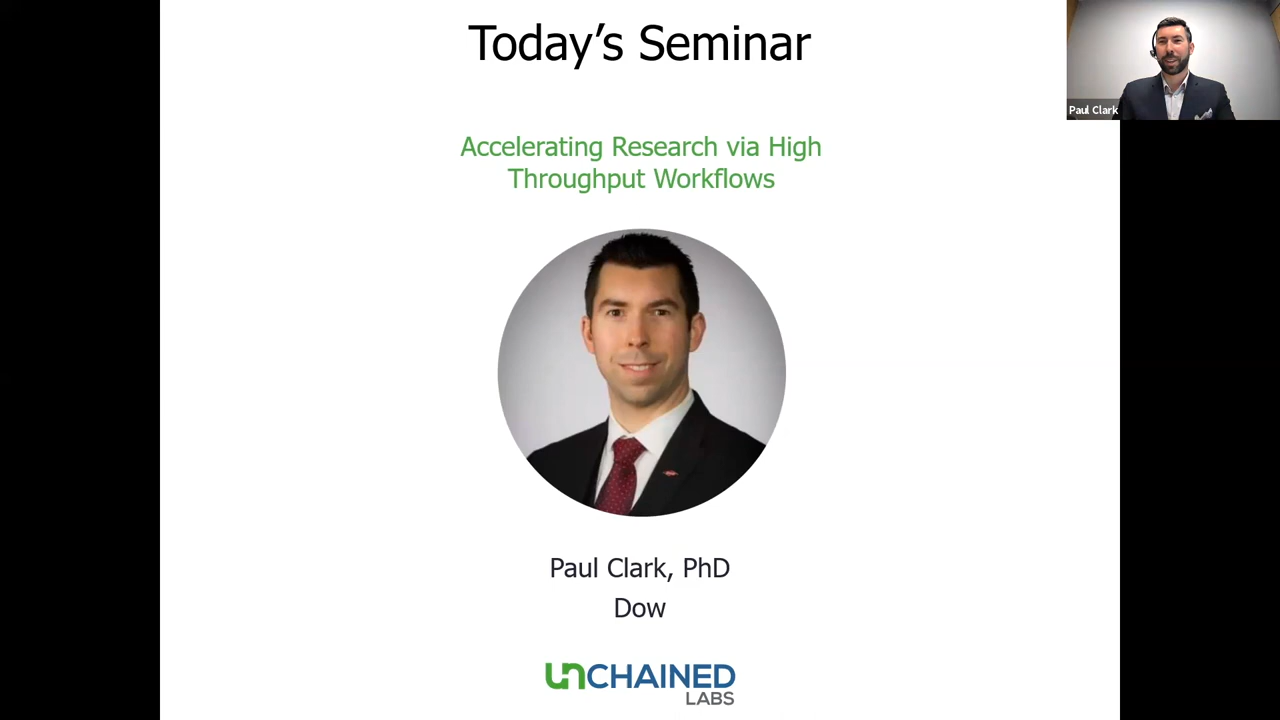 Today's Seminar
Paul Clark
Accelerating Research via High
Throughput Workflows
Paul Clark, PhD
Dow
UNCHAINED
LABS